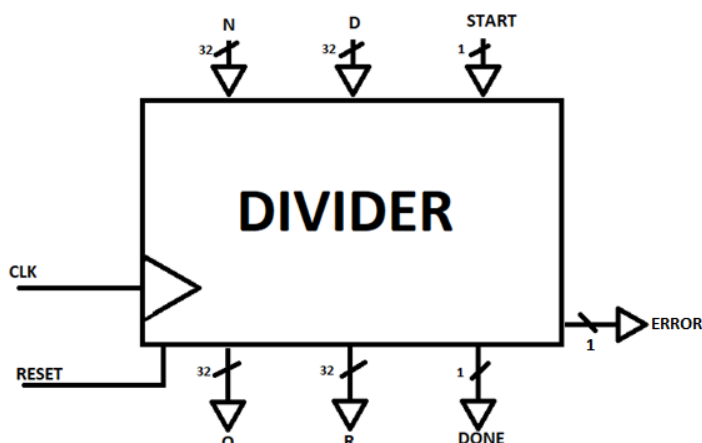 N D START
32 32 1
DIVIDER
CLK
ERROR
1
RESET
32 32 1
R DONE